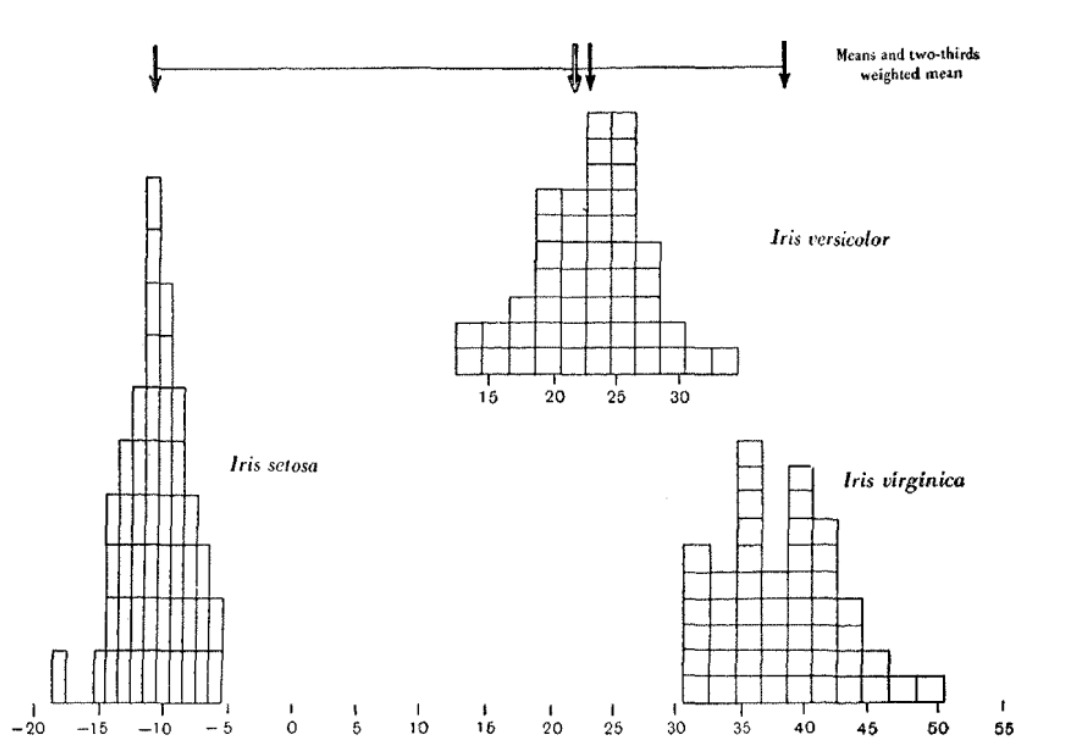 Means and two-thirds
weighted mean
Iris versicolor
15 20 25 30
Iris setosa
Iris virginica
−20 −15 −10 −5 0 5 10 15 20 25 30 35 40 45 50 55